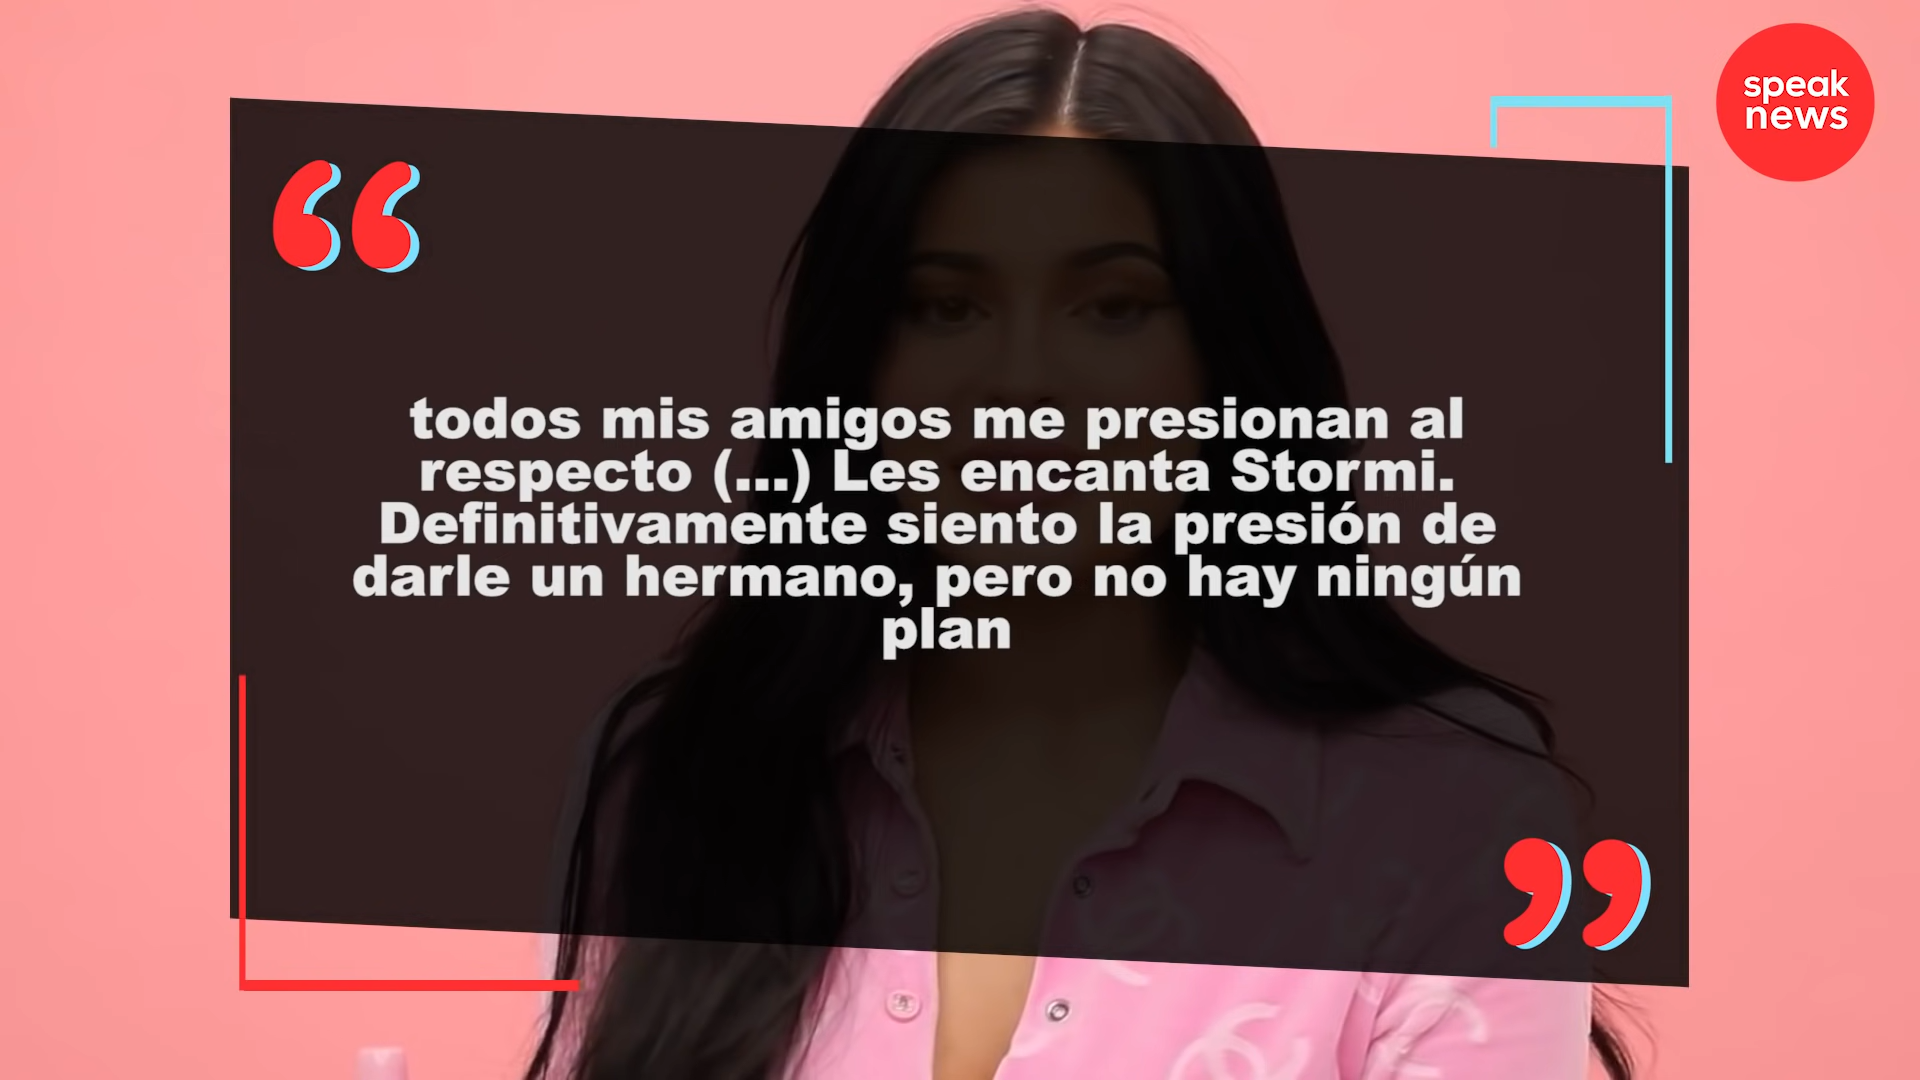 speak
news
todos mis amigos me presionan al
respecto (...) Les encanta Stormi.
Definitivamente siento la presión de
darle un hermano, pero no hay ningún
plan